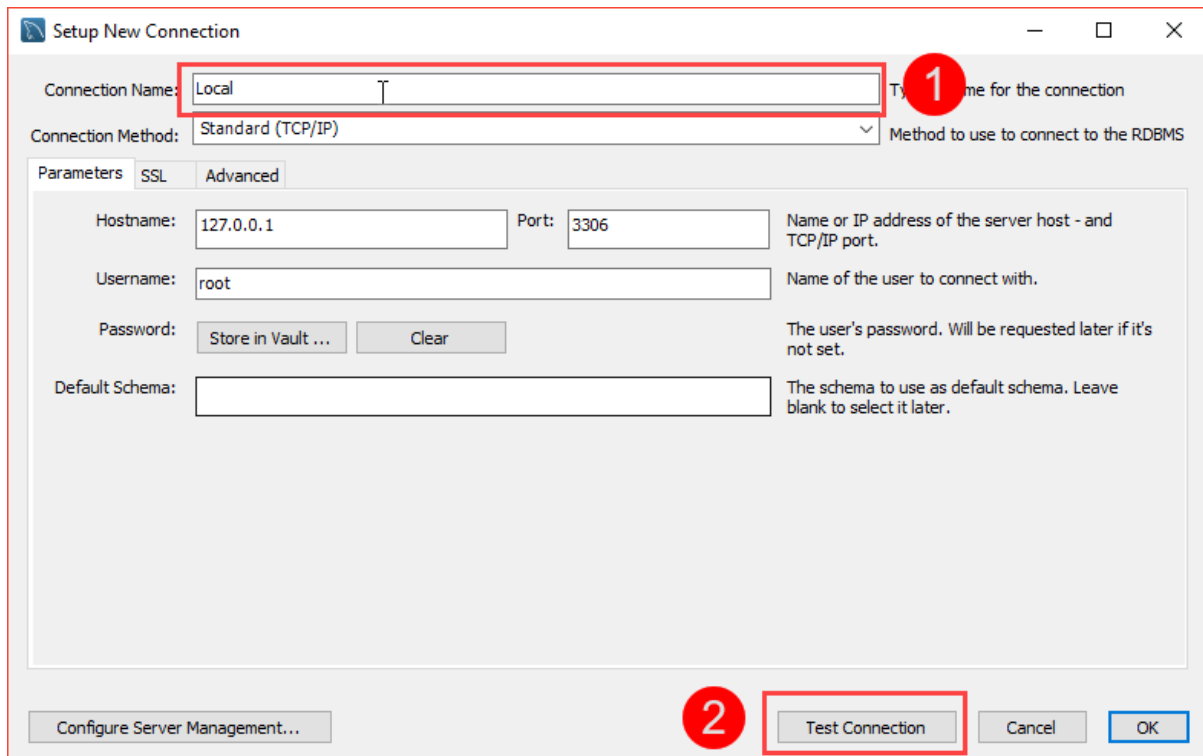 Setup New Connection
Connection Name: Local 1 Ty me for the connection
Connection Method: Standard (TCP/IP) Method to use to connect to the RDBMS
Parameters SSL Advanced
Hostname: 127.0.0.1 Port: 3306 Name or IP address of the server host - and
TCP/IP port.
Username: root Name of the user to connect with.
Password: Store in Vault ... Clear The user's password. Will be requested later if it's
not set.
Default Schema: The schema to use as default schema. Leave
blank to select it later.
Configure Server Management... 2 Test Connection Cancel OK